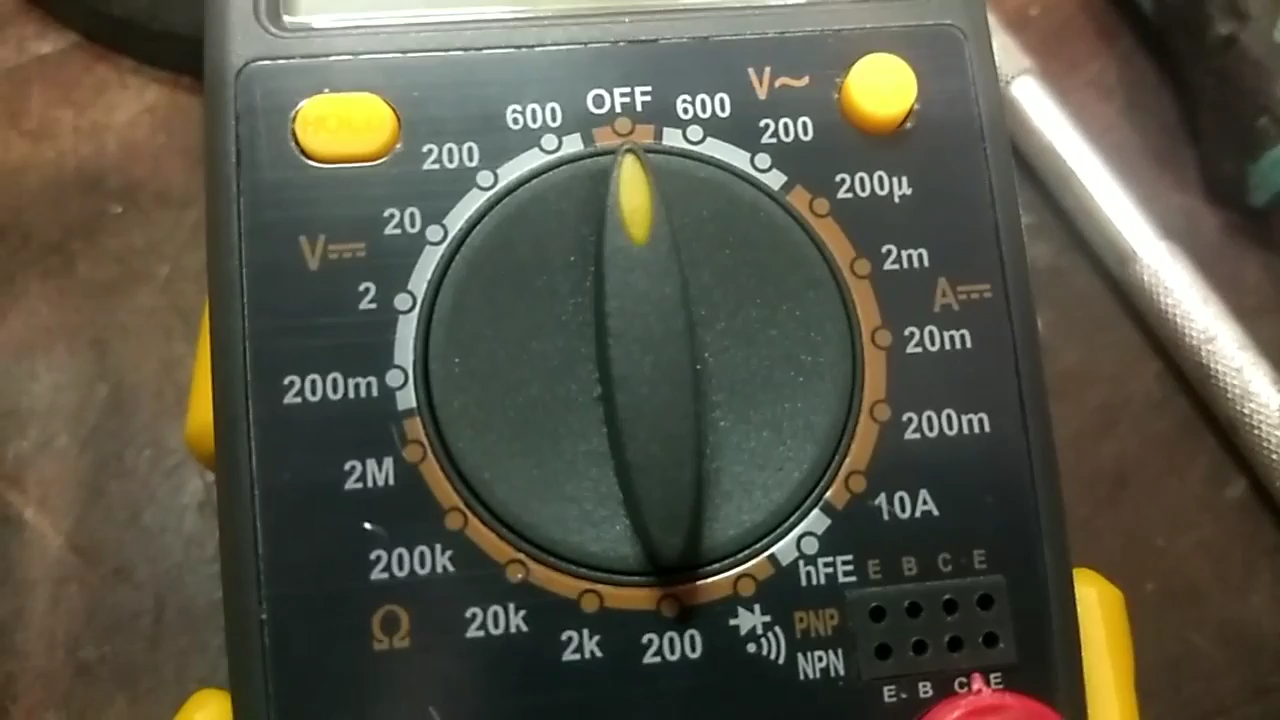 OFF
600
600
V~
200
200
200µ
20
V⎓
2m
A⎓
2
20m
200m
200m
2M
10A
200k
hFE E B C E
Ω
20k
2k
200
PNP
NPN
E B C E